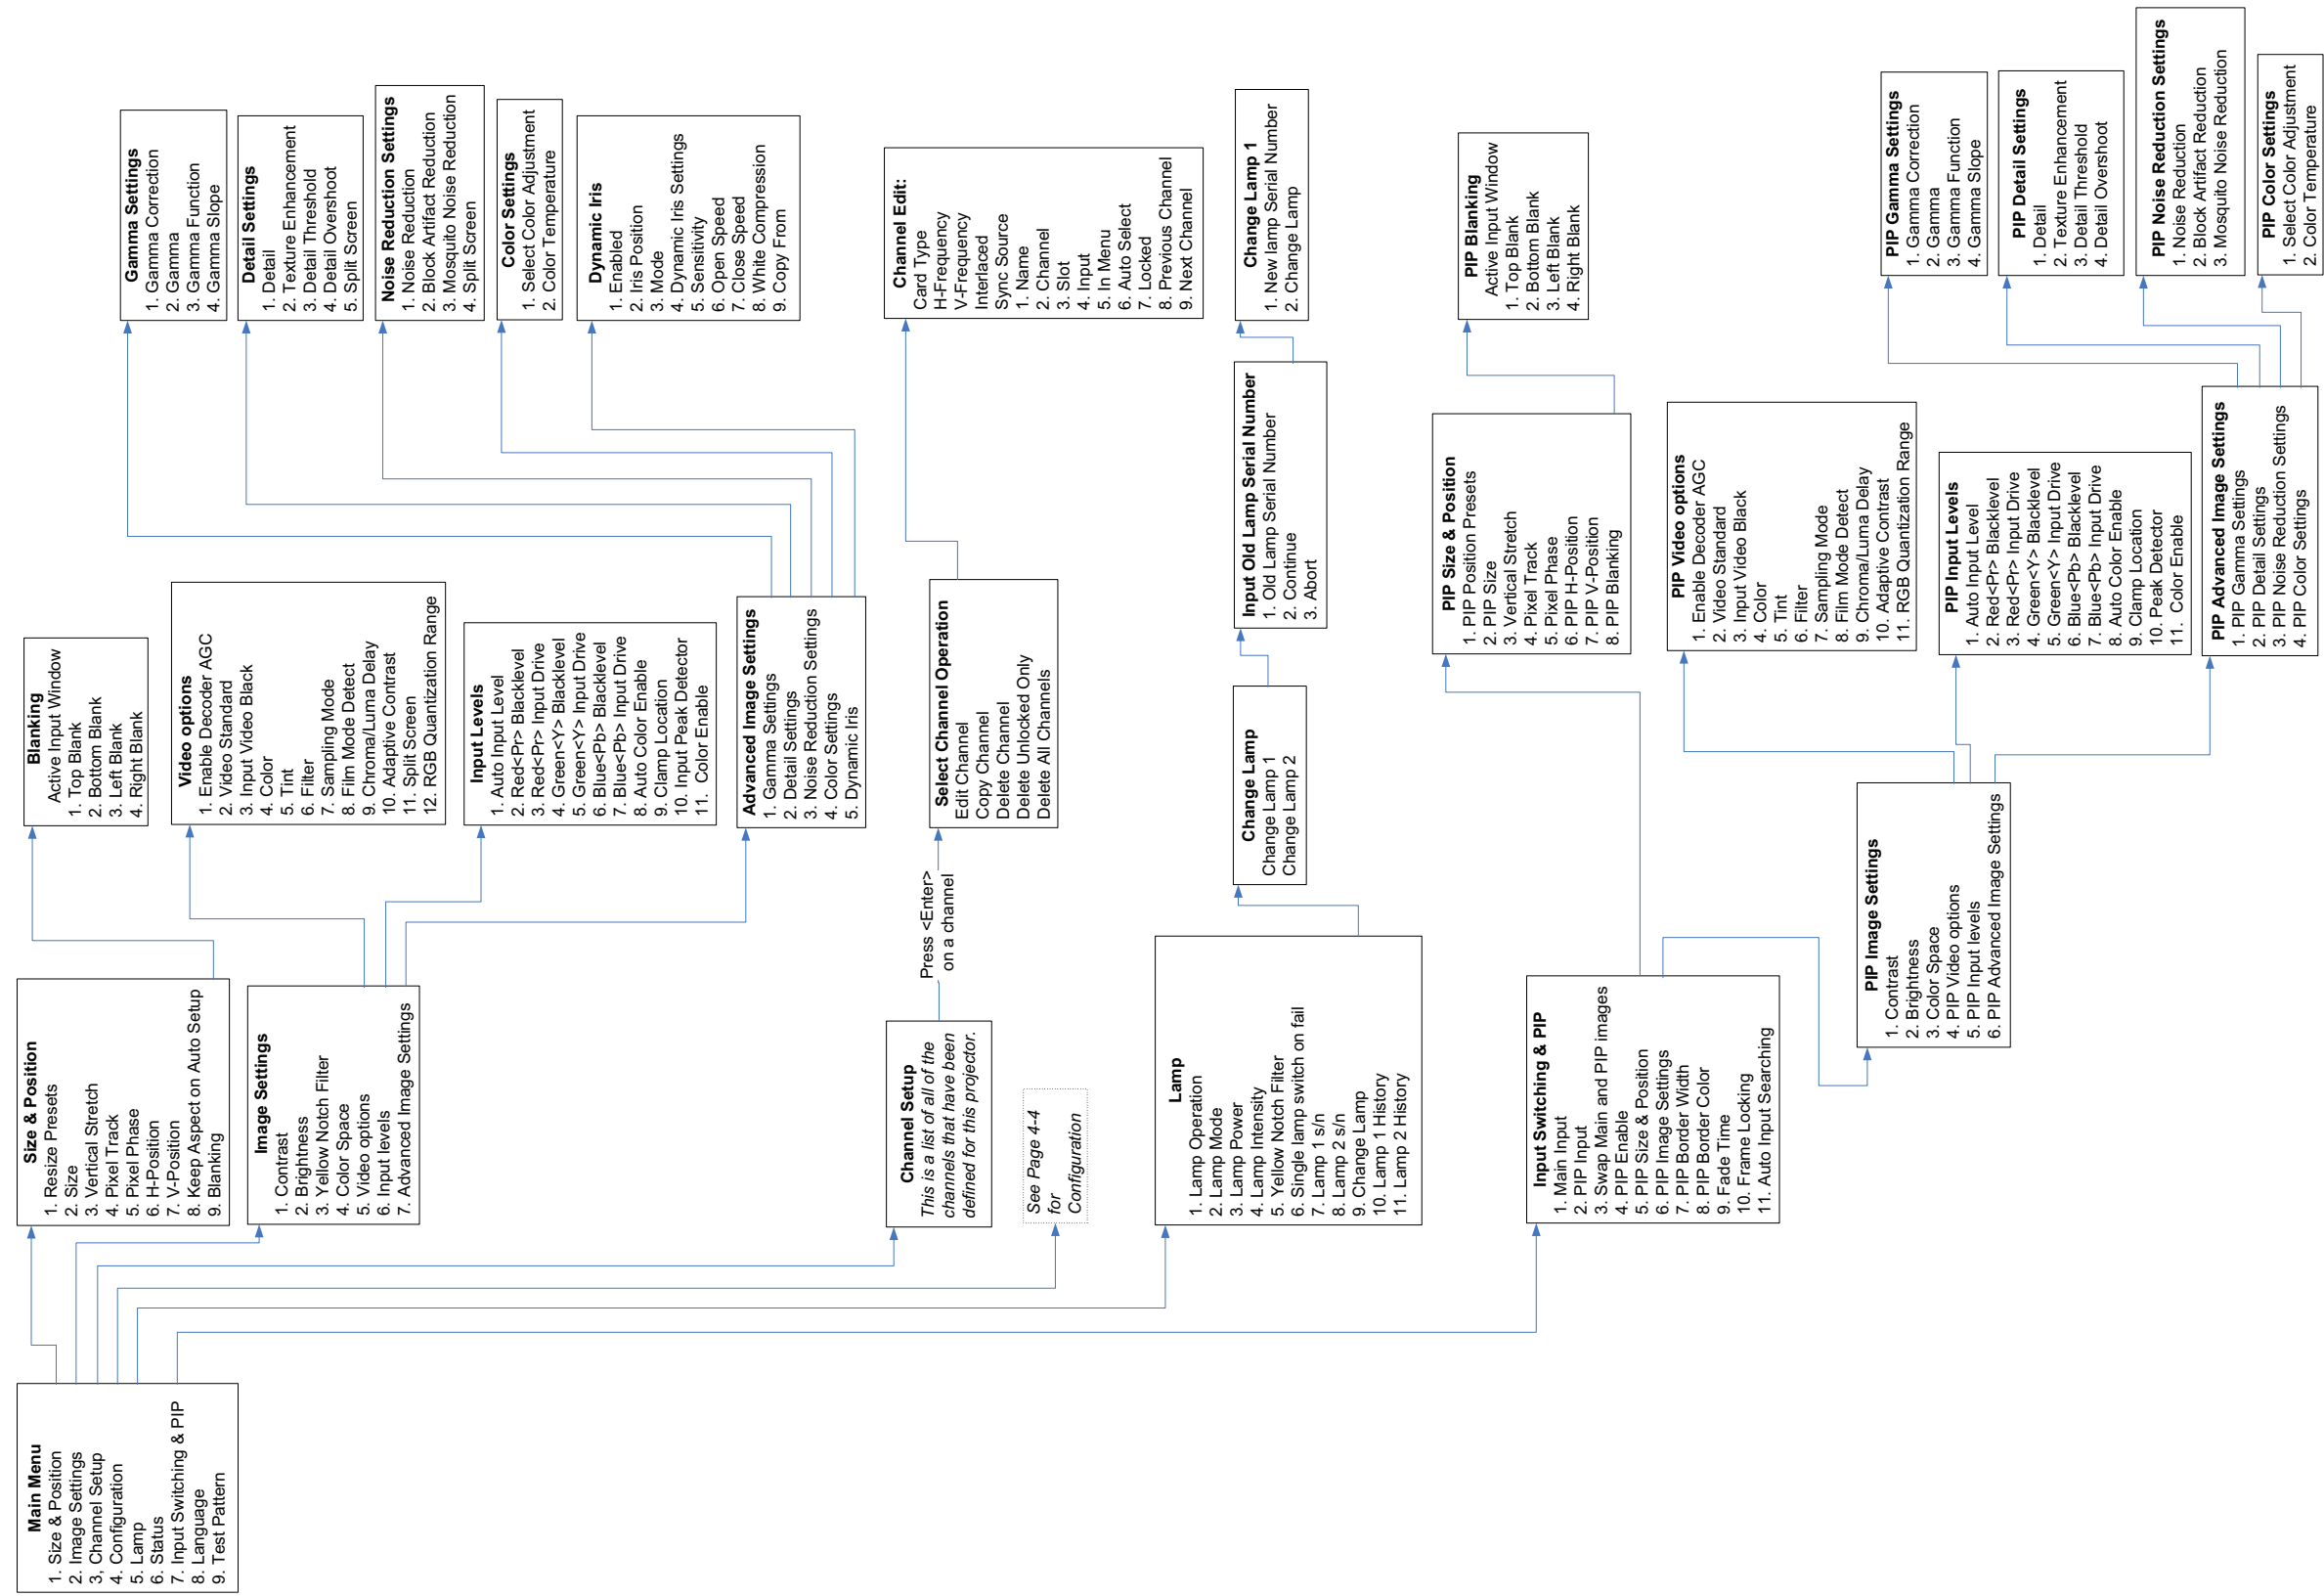 Main Menu
1. Size & Position
2. Image Settings
3, Channel Setup
4. Configuration
5. Lamp
6. Status
7. Input Switching & PIP
8. Language
9. Test Pattern
Size & Position
1. Resize Presets
2. Size
3. Vertical Stretch
4. Pixel Track
5. Pixel Phase
6. H-Position
7. V-Position
8. Keep Aspect on Auto Setup
9. Blanking
Blanking
Active Input Window
1. Top Blank
2. Bottom Blank
3. Left Blank
4. Right Blank
Image Settings
1. Contrast
2. Brightness
3. Yellow Notch Filter
4. Color Space
5. Video options
6. Input levels
7. Advanced Image Settings
Video options
1. Enable Decoder AGC
2. Video Standard
3. Input Video Black
4. Color
5. Tint
6. Filter
7. Sampling Mode
8. Film Mode Detect
9. Chroma/Luma Delay
10. Adaptive Contrast
11. Split Screen
12. RGB Quantization Range
Input Levels
1. Auto Input Level
2. Red<Pr> Blacklevel
3. Red<Pr> Input Drive
4. Green<Y> Blacklevel
5. Green<Y> Input Drive
6. Blue<Pb> Blacklevel
7. Blue<Pb> Input Drive
8. Auto Color Enable
9. Clamp Location
10. Input Peak Detector
11. Color Enable
Advanced Image Settings
1. Gamma Settings
2. Detail Settings
3. Noise Reduction Settings
4. Color Settings
5. Dynamic Iris
Gamma Settings
1. Gamma Correction
2. Gamma
3. Gamma Function
4. Gamma Slope
Detail Settings
1. Detail
2. Texture Enhancement
3. Detail Threshold
4. Detail Overshoot
5. Split Screen
Noise Reduction Settings
1. Noise Reduction
2. Block Artifact Reduction
3. Mosquito Noise Reduction
4. Split Screen
Color Settings
1. Select Color Adjustment
2. Color Temperature
Dynamic Iris
1. Enabled
2. Iris Position
3. Mode
4. Dynamic Iris Settings
5. Sensitivity
6. Open Speed
7. Close Speed
8. White Compression
9. Copy From
Channel Setup
This is a list of all of the
channels that have been
defined for this projector.
Press <Enter>
on a channel
Select Channel Operation
Edit Channel
Copy Channel
Delete Channel
Delete Unlocked Only
Delete All Channels
Channel Edit:
Card Type
H-Frequency
V-Frequency
Interlaced
Sync Source
1. Name
2. Channel
3. Slot
4. Input
5. In Menu
6. Auto Select
7. Locked
8. Previous Channel
9. Next Channel
See Page 4-4
for
Configuration
Lamp
1. Lamp Operation
2. Lamp Mode
3. Lamp Power
4. Lamp Intensity
5. Yellow Notch Filter
6. Single lamp switch on fail
7. Lamp 1 s/n
8. Lamp 2 s/n
9. Change Lamp
10. Lamp 1 History
11. Lamp 2 History
Change Lamp
Change Lamp 1
Change Lamp 2
Input Old Lamp Serial Number
1. Old Lamp Serial Number
2. Continue
3. Abort
Change Lamp 1
1. New lamp Serial Number
2. Change Lamp
Input Switching & PIP
1. Main Input
2. PIP Input
3. Swap Main and PIP images
4. PIP Enable
5. PIP Size & Position
6. PIP Image Settings
7. PIP Border Width
8. PIP Border Color
9. Fade Time
10. Frame Locking
11. Auto Input Searching
PIP Size & Position
1. PIP Position Presets
2. PIP Size
3. Vertical Stretch
4. Pixel Track
5. Pixel Phase
6. PIP H-Position
7. PIP V-Position
8. PIP Blanking
PIP Blanking
Active Input Window
1. Top Blank
2. Bottom Blank
3. Left Blank
4. Right Blank
PIP Image Settings
1. Contrast
2. Brightness
3. Color Space
4. PIP Video options
5. PIP Input levels
6. PIP Advanced Image Settings
PIP Video options
1. Enable Decoder AGC
2. Video Standard
3. Input Video Black
4. Color
5. Tint
6. Filter
7. Sampling Mode
8. Film Mode Detect
9. Chroma/Luma Delay
10. Adaptive Contrast
11. RGB Quantization Range
PIP Input Levels
1. Auto Input Level
2. Red<Pr> Blacklevel
3. Red<Pr> Input Drive
4. Green<Y> Blacklevel
5. Green<Y> Input Drive
6. Blue<Pb> Blacklevel
7. Blue<Pb> Input Drive
8. Auto Color Enable
9. Clamp Location
10. Peak Detector
11. Color Enable
PIP Advanced Image Settings
1. PIP Gamma Settings
2. PIP Detail Settings
3. PIP Noise Reduction Settings
4. PIP Color Settings
PIP Gamma Settings
1. Gamma Correction
2. Gamma
3. Gamma Function
4. Gamma Slope
PIP Detail Settings
1. Detail
2. Texture Enhancement
3. Detail Threshold
4. Detail Overshoot
PIP Noise Reduction Settings
1. Noise Reduction
2. Block Artifact Reduction
3. Mosquito Noise Reduction
PIP Color Settings
1. Select Color Adjustment
2. Color Temperature